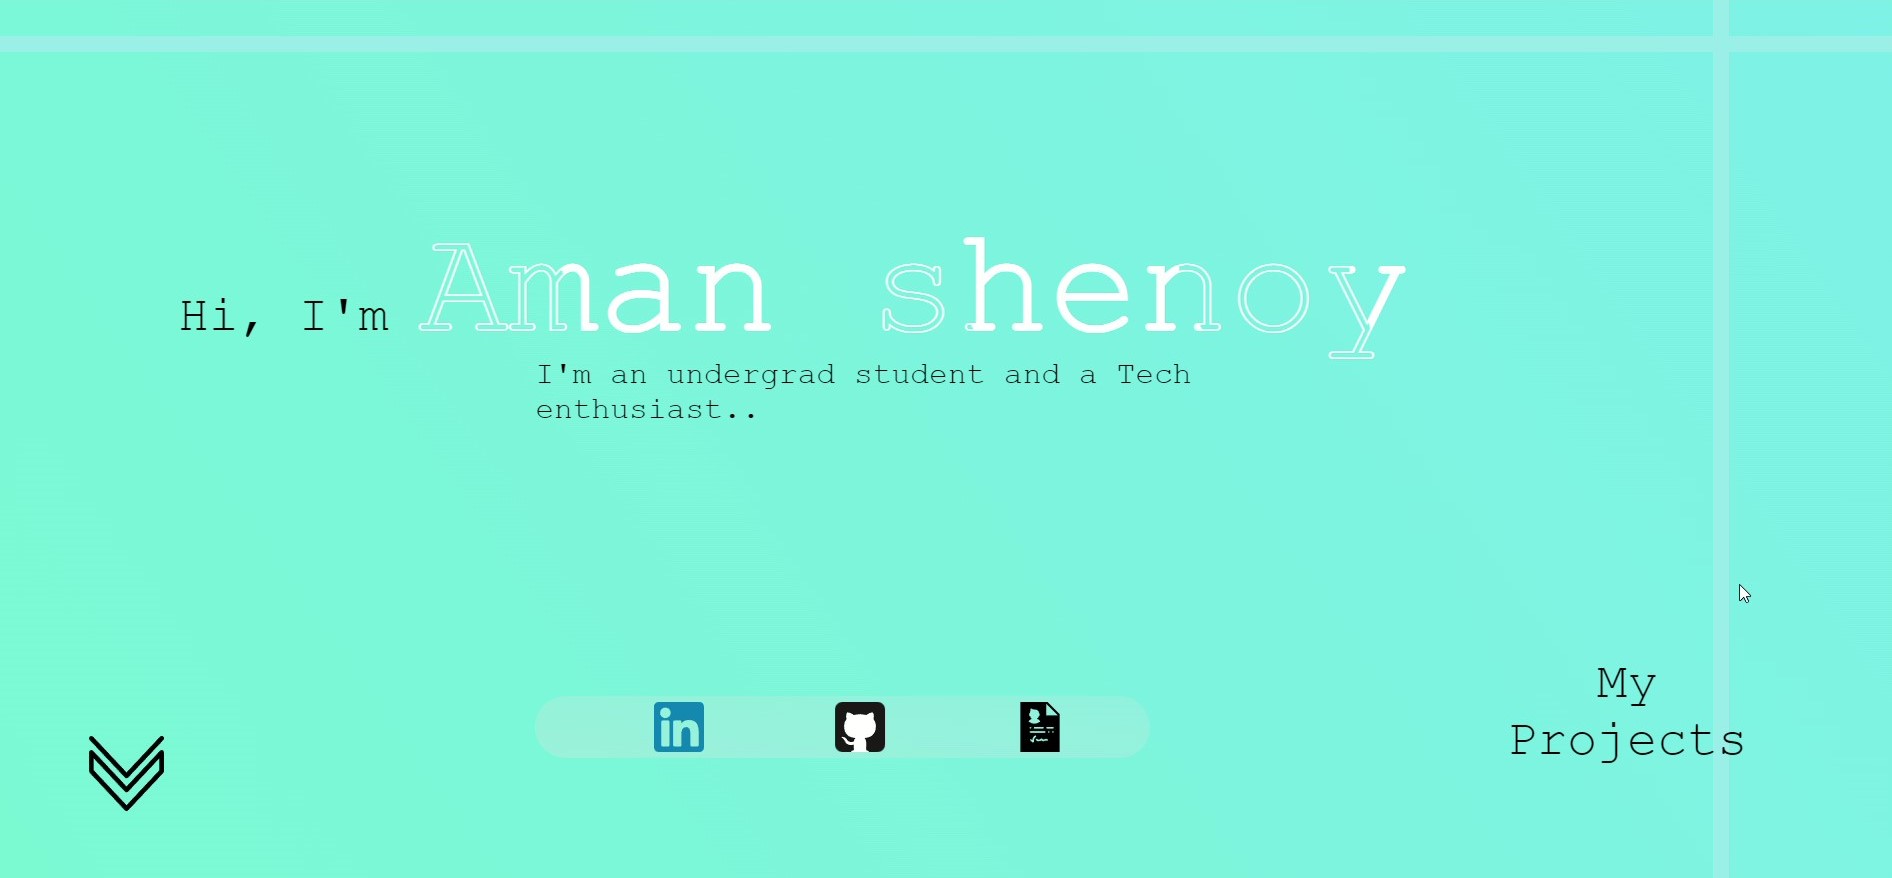 Hi, I'm Aman shenoy
I'm an undergrad student and a Tech
enthusiast..
in
My
Projects